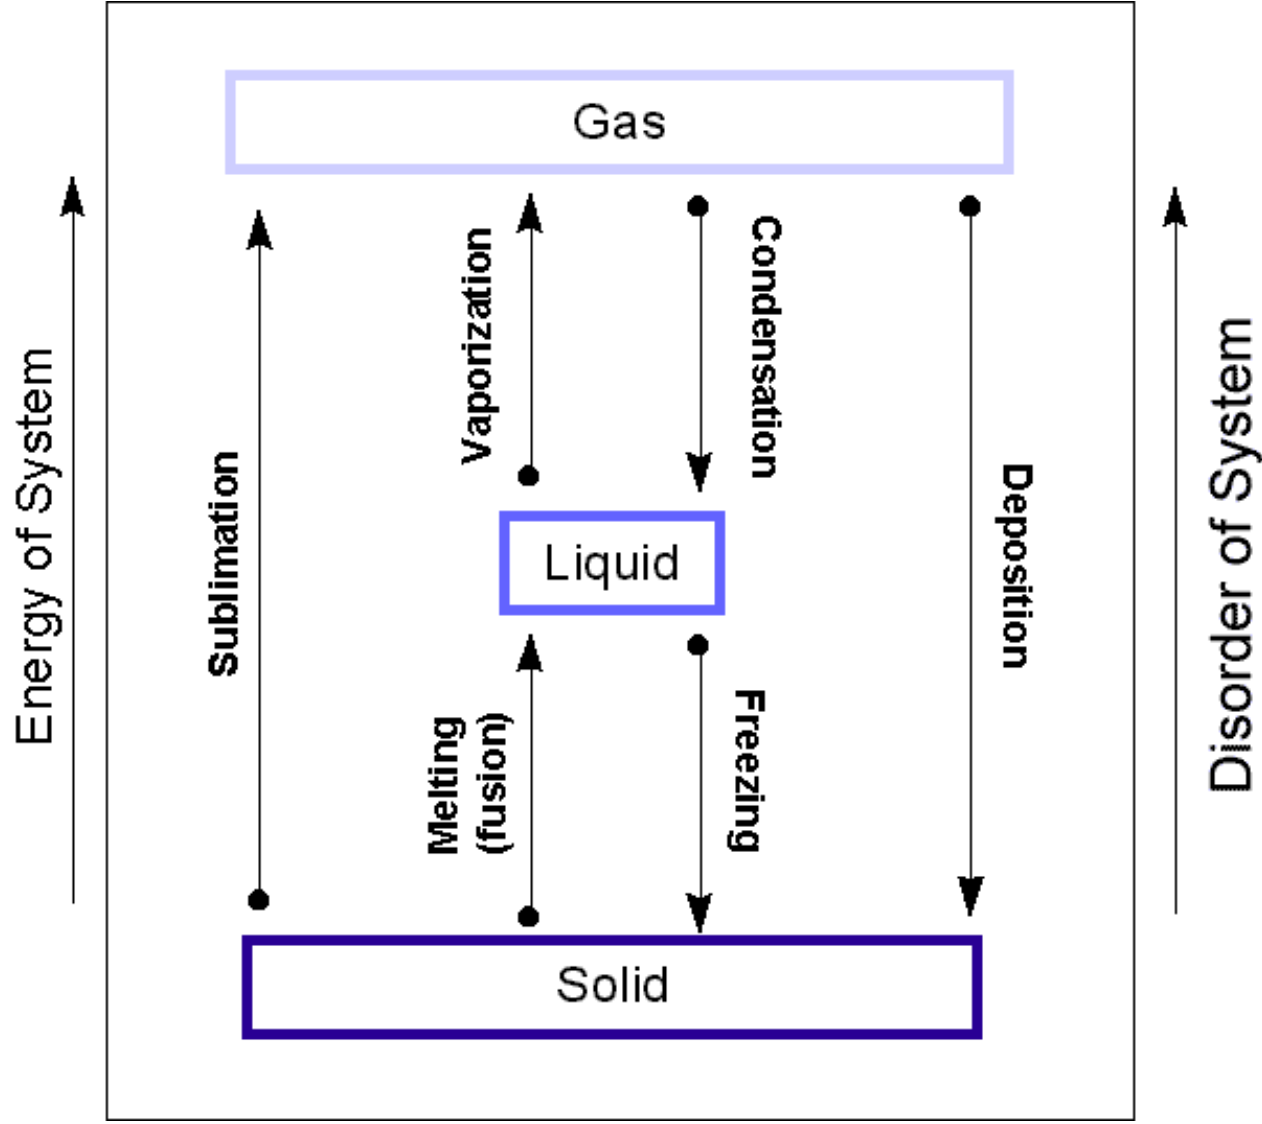 Gas
Energy of System
Sublimation
Vaporization
Condensation
Deposition
Disorder of System
Liquid
Melting
(fusion)
Freezing
Solid